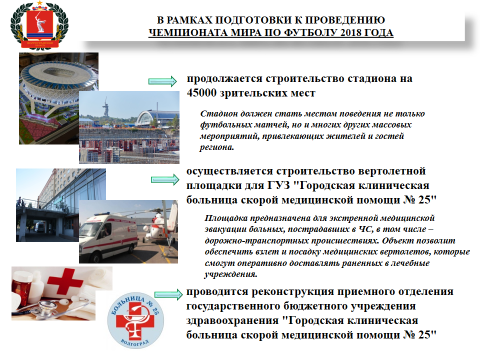 В РАМКАХ ПОДГОТОВКИ К ПРОВЕДЕНИЮ
ЧЕМПИОНАТА МИРА ПО ФУТБОЛУ 2018 ГОДА
продолжается строительство стадиона на
45000 зрительских мест
Стадион должен стать местом поведения не только
футбольных матчей, но и многих других массовых
мероприятий, привлекающих жителей и гостей
региона.
осуществляется строительство вертолетной
площадки для ГУЗ "Городская клиническая
больница скорой медицинской помощи № 25"
Площадка предназначена для экстренной медицинской
эвакуации больных, пострадавших в ЧС, в том числе –
дорожно-транспортных происшествиях. Объект позволит
обеспечить взлет и посадку медицинских вертолетов, которые
смогут оперативно доставлять раненных в лечебные
учреждения.
проводится реконструкция приемного отделения
государственного бюджетного учреждения
здравоохранения "Городская клиническая
больница скорой медицинской помощи № 25"
БОЛЬНИЦА № 25
ВОЛГОГРАД